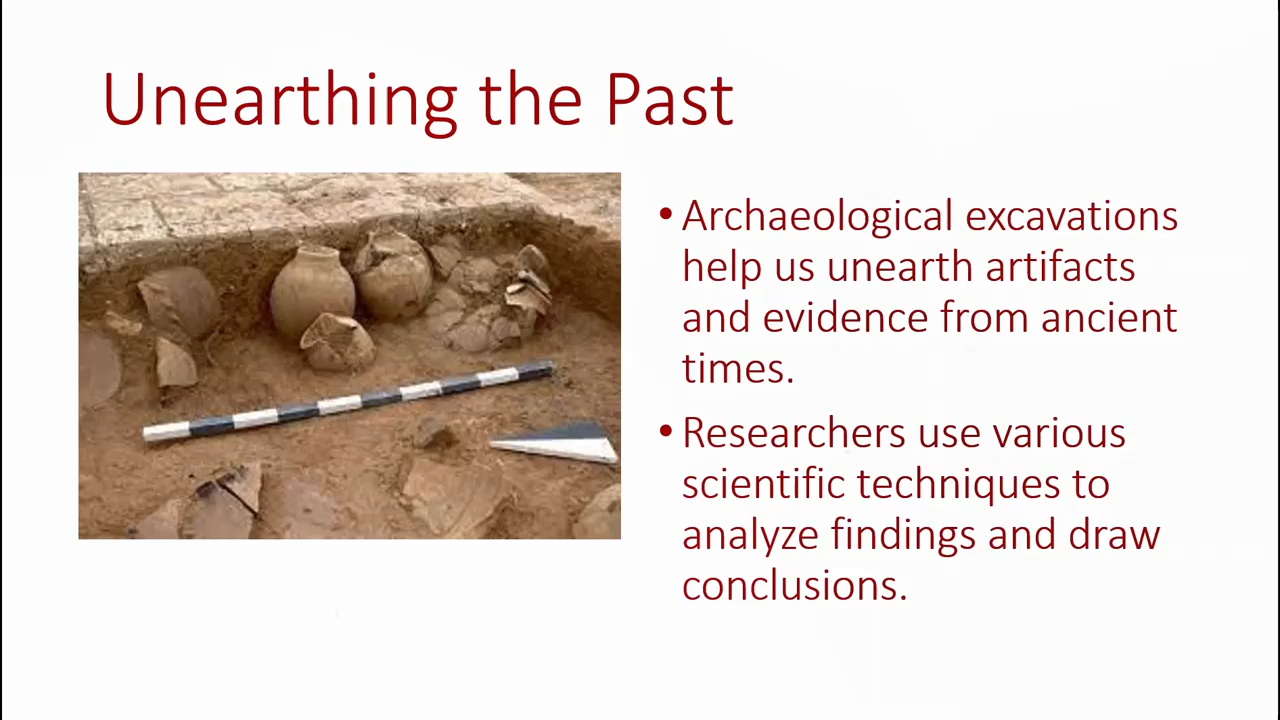 Unearthing the Past
• Archaeological excavations
help us unearth artifacts
and evidence from ancient
times.
• Researchers use various
scientific techniques to
analyze findings and draw
conclusions.